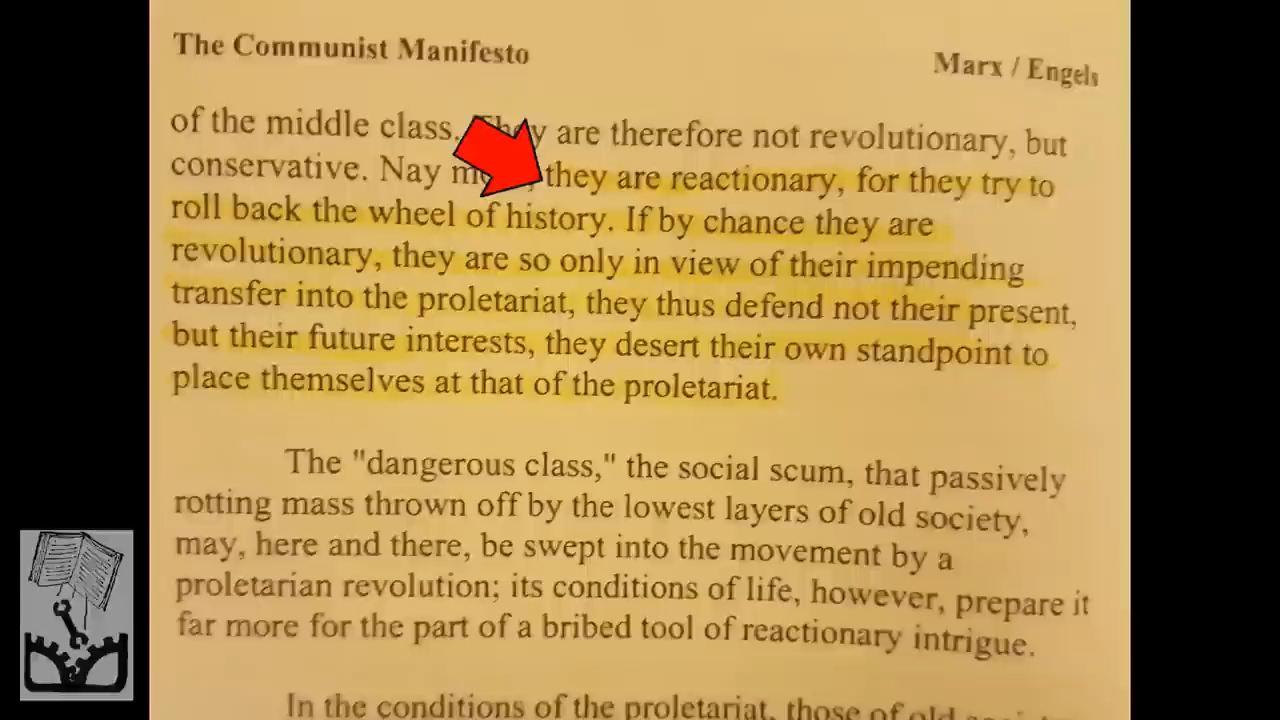 The Communist Manifesto
Marx / Engels
of the middle class. They are therefore not revolutionary, but
conservative. Nay they are reactionary, for they try to
roll back the wheel of history. If by chance they are
revolutionary, they are so only in view of their impending
transfer into the proletariat, they thus defend not their present,
but their future interests, they desert their own standpoint to
place themselves at that of the proletariat.
The "dangerous class," the social scum, that passively
rotting mass thrown off by the lowest layers of old society,
may, here and there, be swept into the movement by a
proletarian revolution; its conditions of life, however, prepare it
far more for the part of a bribed tool of reactionary intrigue.
In the conditions of the proletariat, those of old